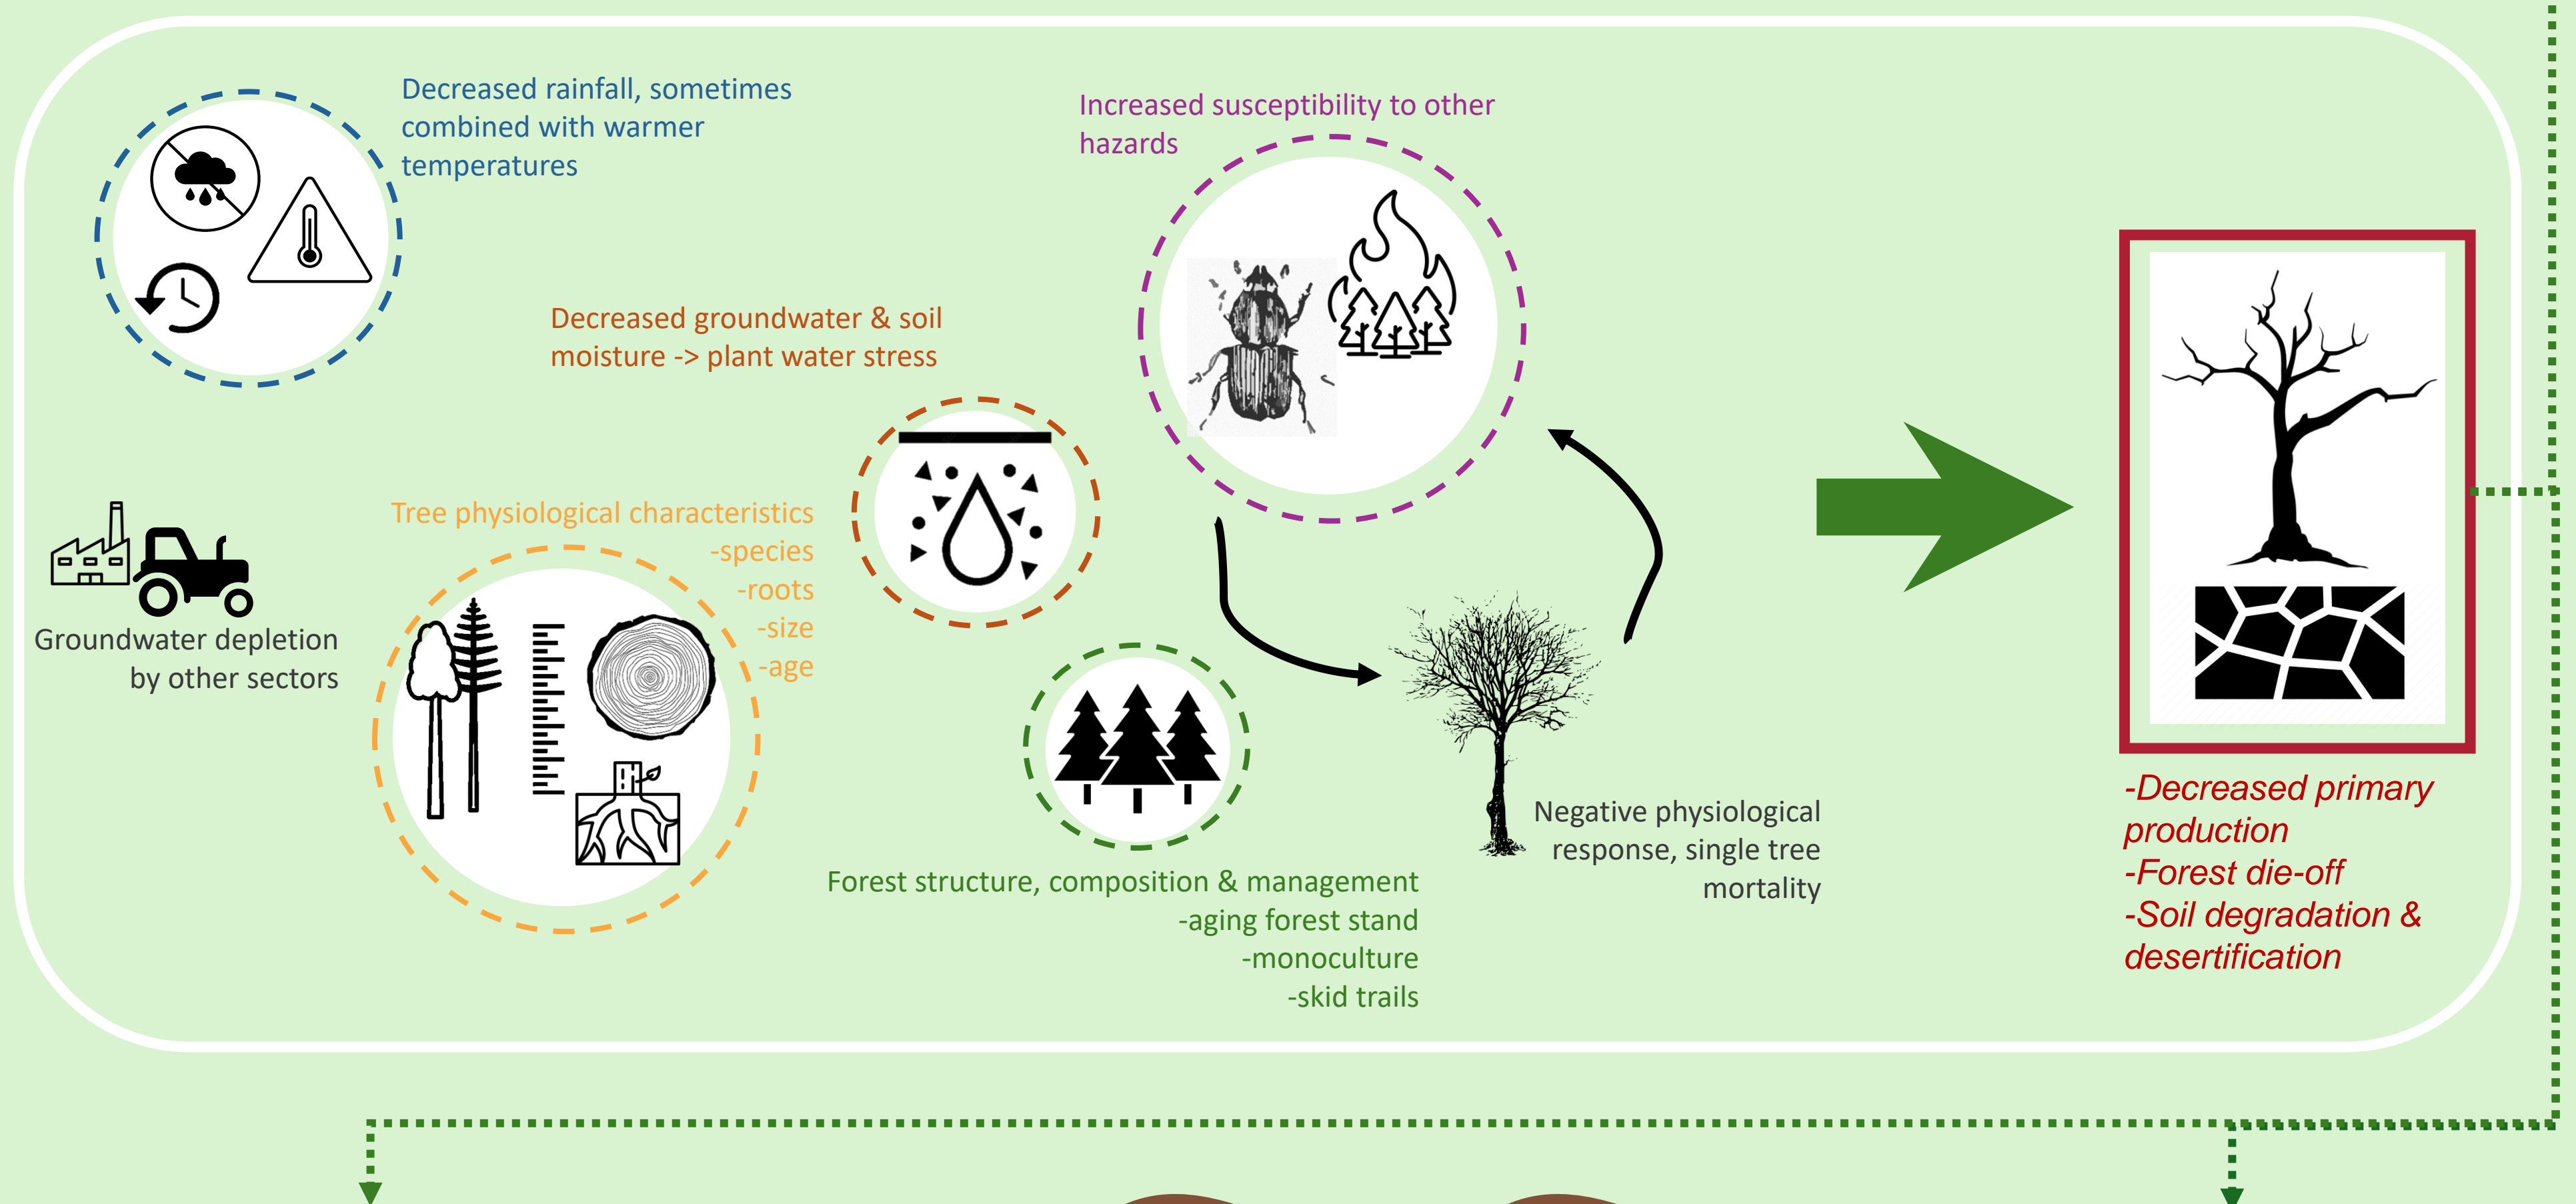 Decreased rainfall, sometimes
combined with warmer
temperatures
Increased susceptibility to other
hazards
Decreased groundwater & soil
moisture -> plant water stress
Tree physiological characteristics
-species
-roots
-size
-age
Groundwater depletion
by other sectors
Forest structure, composition & management
-aging forest stand
-monoculture
-skid trails
Negative physiological
response, single tree
mortality
-Decreased primary
production
-Forest die-off
-Soil degradation &
desertification